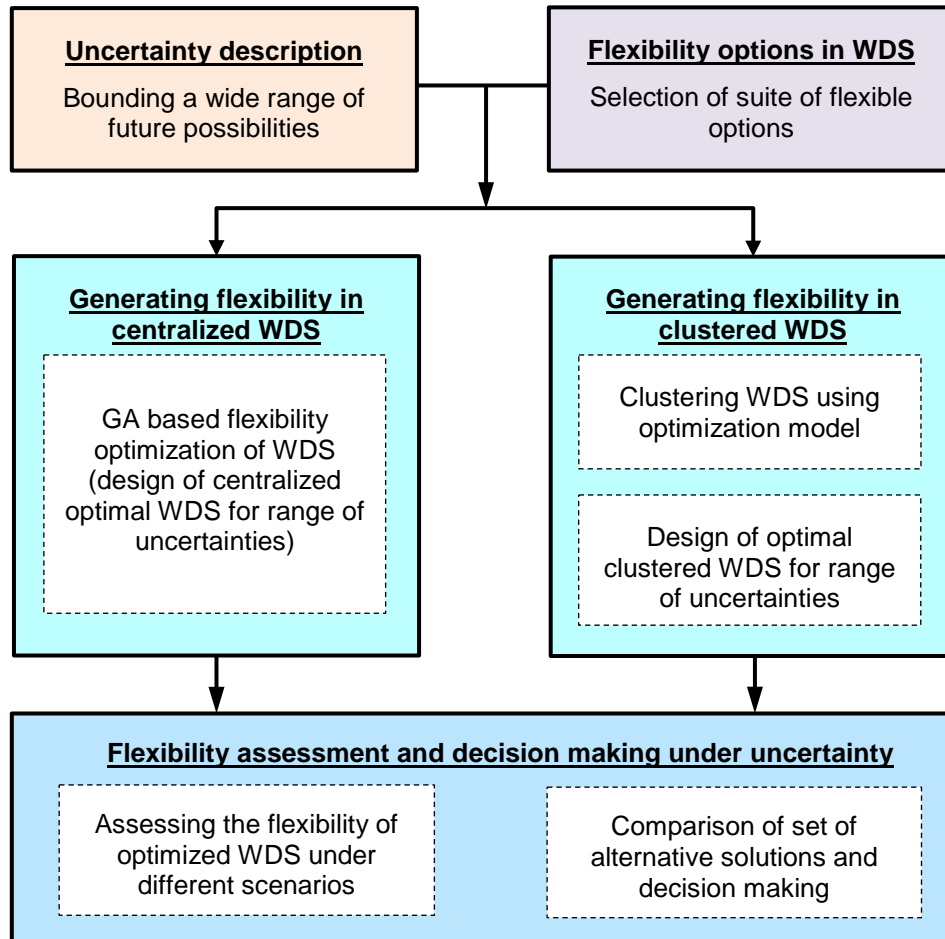 Uncertainty description
Bounding a wide range of
future possibilities
Flexibility options in WDS
Selection of suite of flexible
options
Generating flexibility in
centralized WDS
GA based flexibility
optimization of WDS
(design of centralized
optimal WDS for range of
uncertainties)
Generating flexibility in
clustered WDS
Clustering WDS using
optimization model
Design of optimal
clustered WDS for range
of uncertainties
Flexibility assessment and decision making under uncertainty
Assessing the flexibility of
optimized WDS under
different scenarios
Comparison of set of
alternative solutions and
decision making